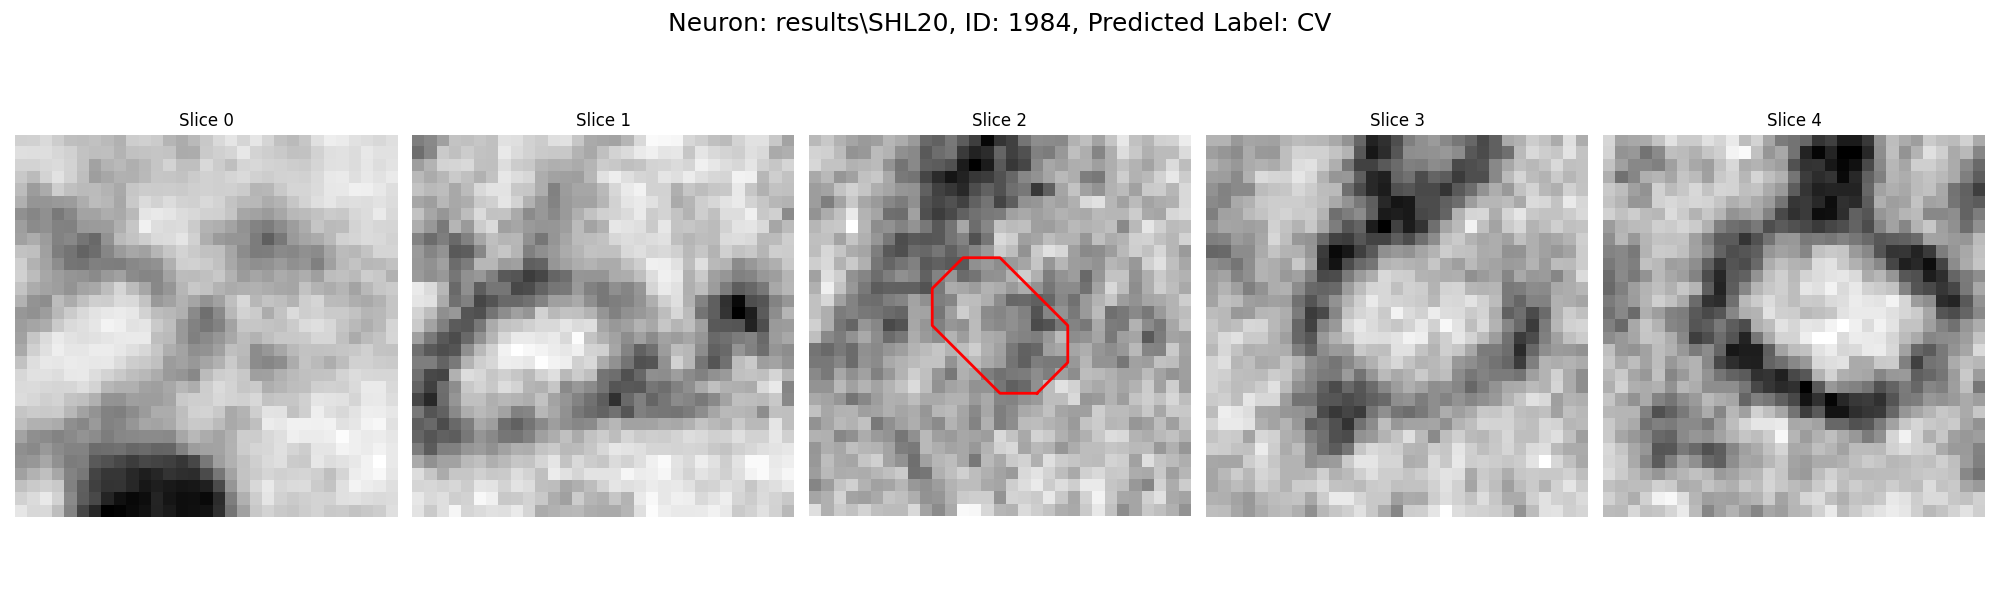 Neuron: results\SHL20, ID: 1984, Predicted Label: CV
Slice 0
Slice 1
Slice 2
Slice 3
Slice 4